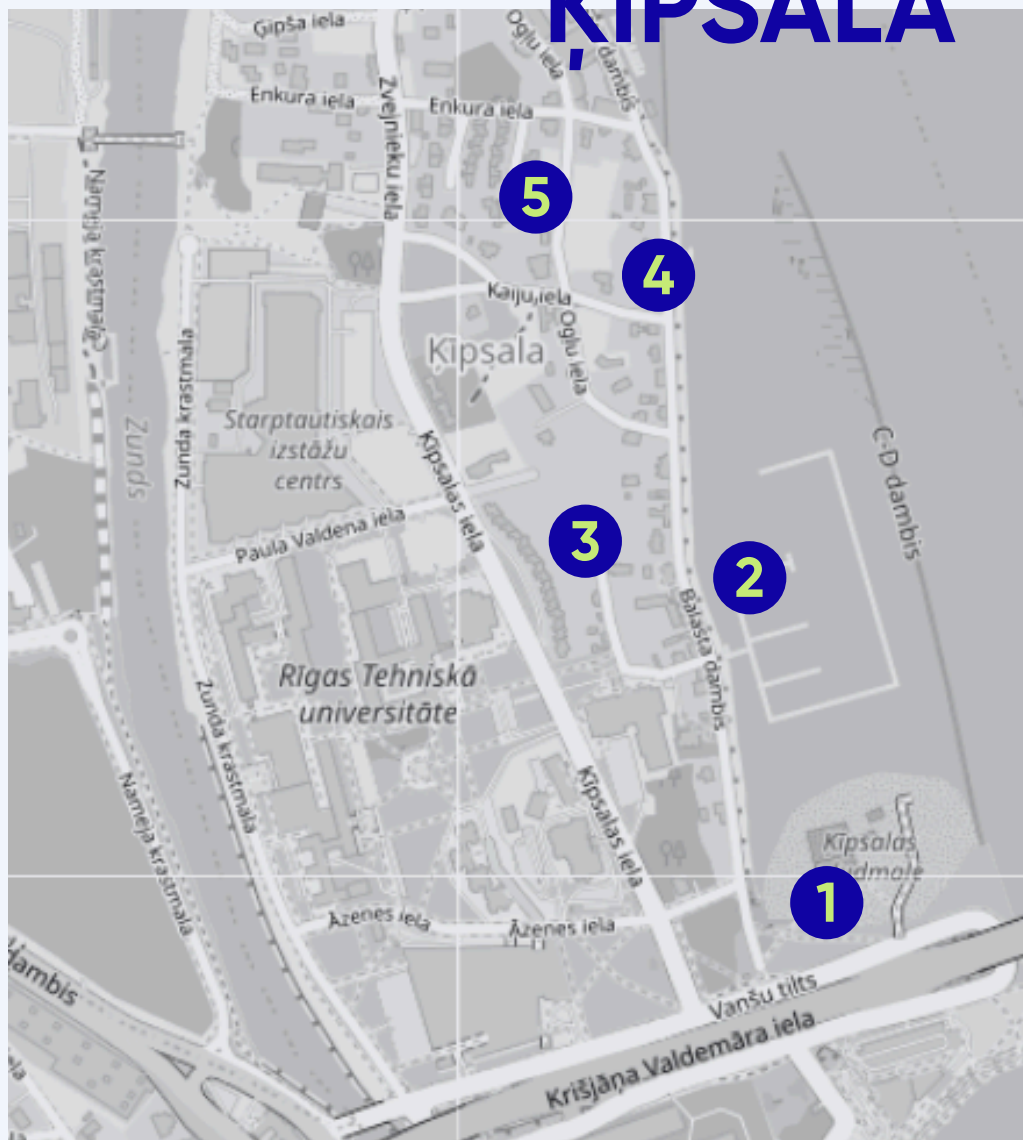 ĶĪPSALA
Ģipša iela
Ogļu iela
dambis
Enkura iela
Enkura iela
Zvejnieku iela
Nameja krastmala
5
4
Kaiju iela
Ogļu iela
Ķīpsala
Zunda krastmala
Zunds
Starptautiskais
izstāžu
centrs
Ķīpsalas iela
C-D dambis
Paula Valdena iela
3
2
Balasta dambis
Rīgas Tehniskā
universitāte
Zunda krastmala
Nameja krastmala
Ķīpsalas iela
Ķīpsalas
1
Āzenes iela
Āzenes iela
dambis
Vanšu tilts
Krišjāņa Valdemāra iela